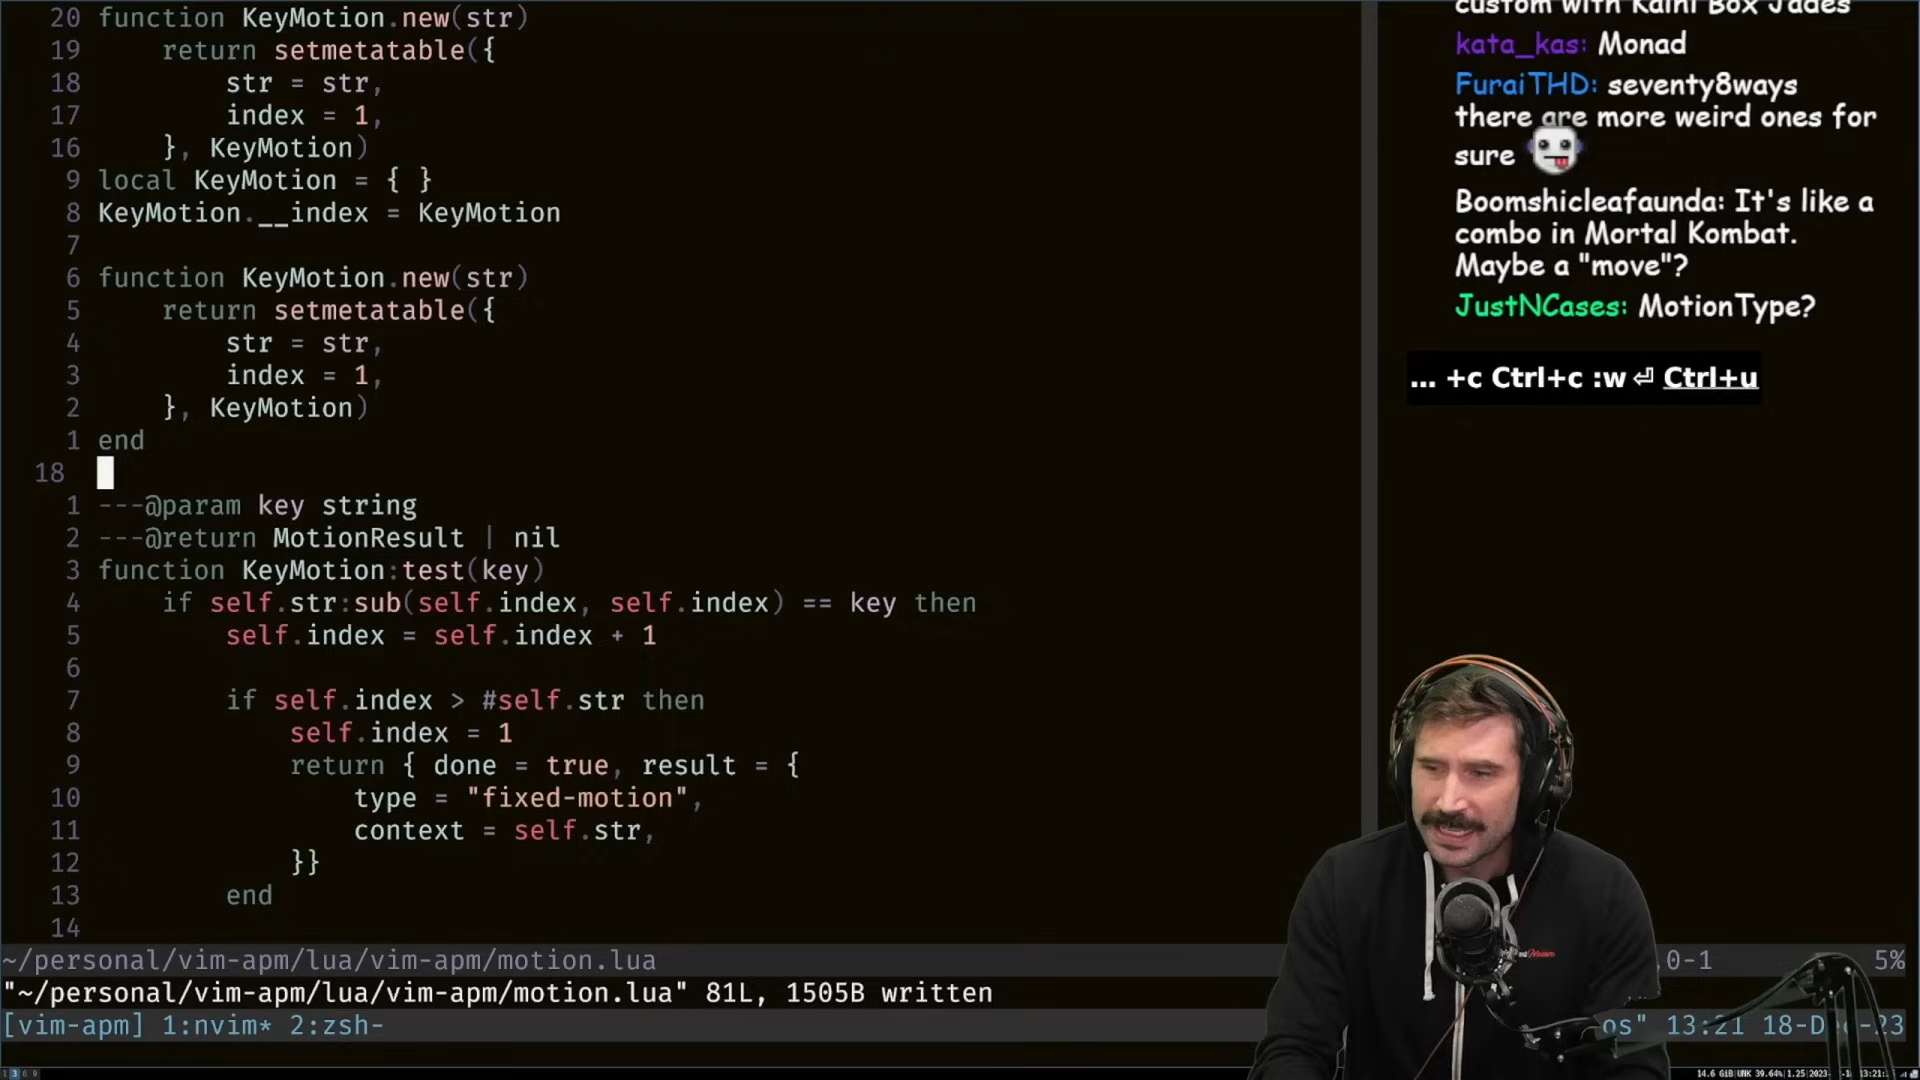 20 function KeyMotion.new(str)
19     return setmetatable({
18         str = str,
17         index = 1,
16     }, KeyMotion)
9 local KeyMotion = { }
8 KeyMotion.__index = KeyMotion
7
6 function KeyMotion.new(str)
5     return setmetatable({
4         str = str,
3         index = 1,
2     }, KeyMotion)
1 end
18
1 ---@param key string
2 ---@return MotionResult | nil
3 function KeyMotion:test(key)
4     if self.str:sub(self.index, self.index) == key then
5         self.index = self.index + 1
6
7         if self.index > #self.str then
8             self.index = 1
9             return { done = true, result = {
10                 type = "fixed-motion",
11                 context = self.str,
12             }}
13         end
14
~/personal/vim-apm/lua/vim-apm/motion.lua 0-1 5%
"~/personal/vim-apm/lua/vim-apm/motion.lua" 81L, 1505B written
[vim-apm] 1:nvim* 2:zsh- os" 13:21 18-Dec-23
custom with Kailh Box Jades
kata_kas: Monad
FuraiTHD: seventy8ways
there are more weird ones for
sure
Boomshicleafaunda: It's like a
combo in Mortal Kombat.
Maybe a "move"?
JustNCases: MotionType?
... +c Ctrl+c :w⏎ Ctrl+u